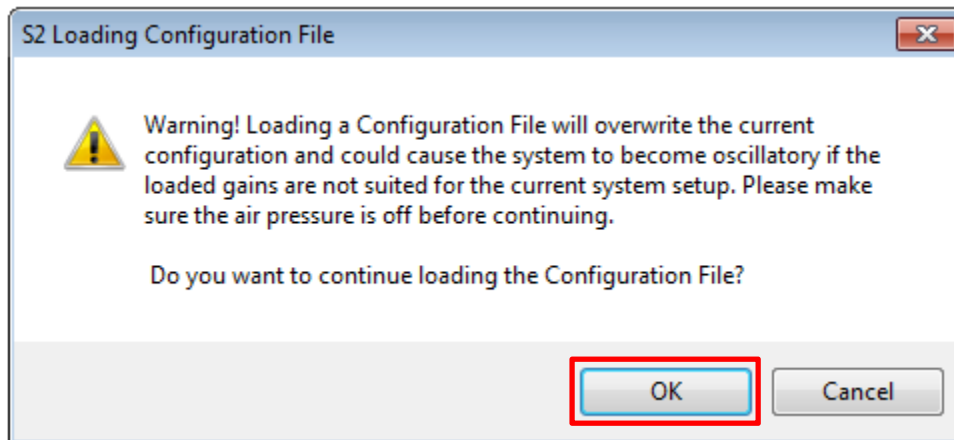 S2 Loading Configuration File
Warning! Loading a Configuration File will overwrite the current
configuration and could cause the system to become oscillatory if the
loaded gains are not suited for the current system setup. Please make
sure the air pressure is off before continuing.
Do you want to continue loading the Configuration File?
OK
Cancel